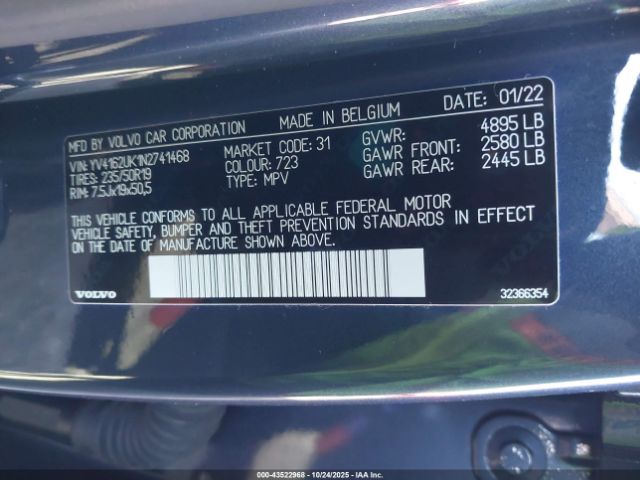 MFD BY VOLVO CAR CORPORATION MADE IN BELGIUM DATE: 01/22
VIN: YV4162UK1N2741468 MARKET CODE: 31 GVWR: 4895 LB
TIRES: 235/50R19 COLOUR: 723 GAWR FRONT: 2580 LB
RIM: 7.5Jx19x50,5 TYPE: MPV GAWR REAR: 2445 LB
THIS VEHICLE CONFORMS TO ALL APPLICABLE FEDERAL MOTOR
VEHICLE SAFETY, BUMPER AND THEFT PREVENTION STANDARDS IN EFFECT
ON THE DATE OF MANUFACTURE SHOWN ABOVE.
VOLVO 32366354
000-43522968 - 10/24/2025 - IAA Inc.